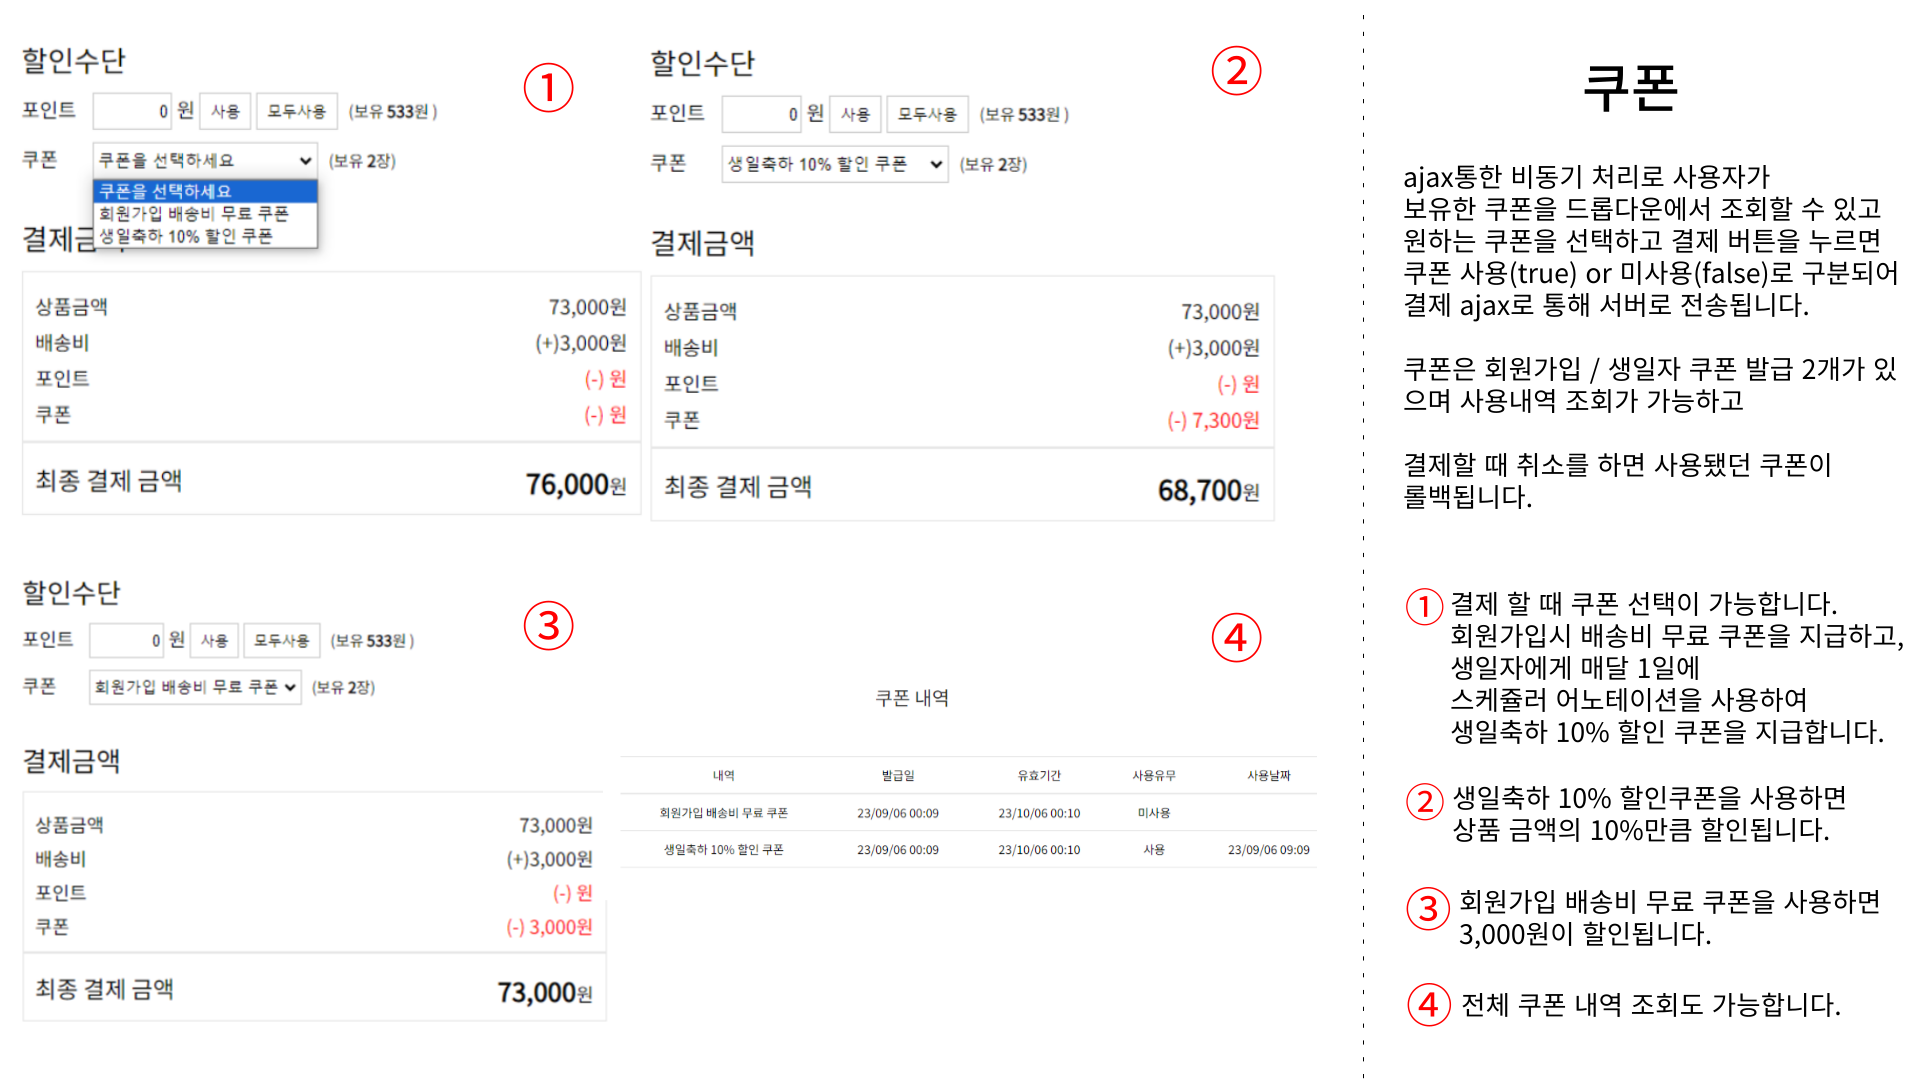 할인수단
①
포인트 0 원 사용 모두사용 (보유 533원 )
쿠폰 쿠폰을 선택하세요 (보유 2장)
쿠폰을 선택하세요
회원가입 배송비 무료 쿠폰
생일축하 10% 할인 쿠폰
결제금
상품금액 73,000원
배송비 (+)3,000원
포인트 (-) 원
쿠폰 (-) 원
최종 결제 금액 76,000원
할인수단
②
포인트 0 원 사용 모두사용 (보유 533원 )
쿠폰 생일축하 10% 할인 쿠폰 (보유 2장)
결제금액
상품금액 73,000원
배송비 (+)3,000원
포인트 (-) 원
쿠폰 (-) 7,300원
최종 결제 금액 68,700원
할인수단
③
포인트 0 원 사용 모두사용 (보유 533원 )
쿠폰 회원가입 배송비 무료 쿠폰 (보유 2장)
결제금액
상품금액 73,000원
배송비 (+)3,000원
포인트 (-) 원
쿠폰 (-) 3,000원
최종 결제 금액 73,000원
④
쿠폰 내역
내역 발급일 유효기간 사용유무 사용날짜
회원가입 배송비 무료 쿠폰 23/09/06 00:09 23/10/06 00:10 미사용
생일축하 10% 할인 쿠폰 23/09/06 00:09 23/10/06 00:10 사용 23/09/06 09:09
쿠폰
ajax통한 비동기 처리로 사용자가
보유한 쿠폰을 드롭다운에서 조회할 수 있고
원하는 쿠폰을 선택하고 결제 버튼을 누르면
쿠폰 사용(true) or 미사용(false)로 구분되어
결제 ajax로 통해 서버로 전송됩니다.
쿠폰은 회원가입 / 생일자 쿠폰 발급 2개가 있
으며 사용내역 조회가 가능하고
결제할 때 취소를 하면 사용됐던 쿠폰이
롤백됩니다.
① 결제 할 때 쿠폰 선택이 가능합니다.
회원가입시 배송비 무료 쿠폰을 지급하고,
생일자에게 매달 1일에
스케쥴러 어노테이션을 사용하여
생일축하 10% 할인 쿠폰을 지급합니다.
② 생일축하 10% 할인쿠폰을 사용하면
상품 금액의 10%만큼 할인됩니다.
③ 회원가입 배송비 무료 쿠폰을 사용하면
3,000원이 할인됩니다.
④ 전체 쿠폰 내역 조회도 가능합니다.